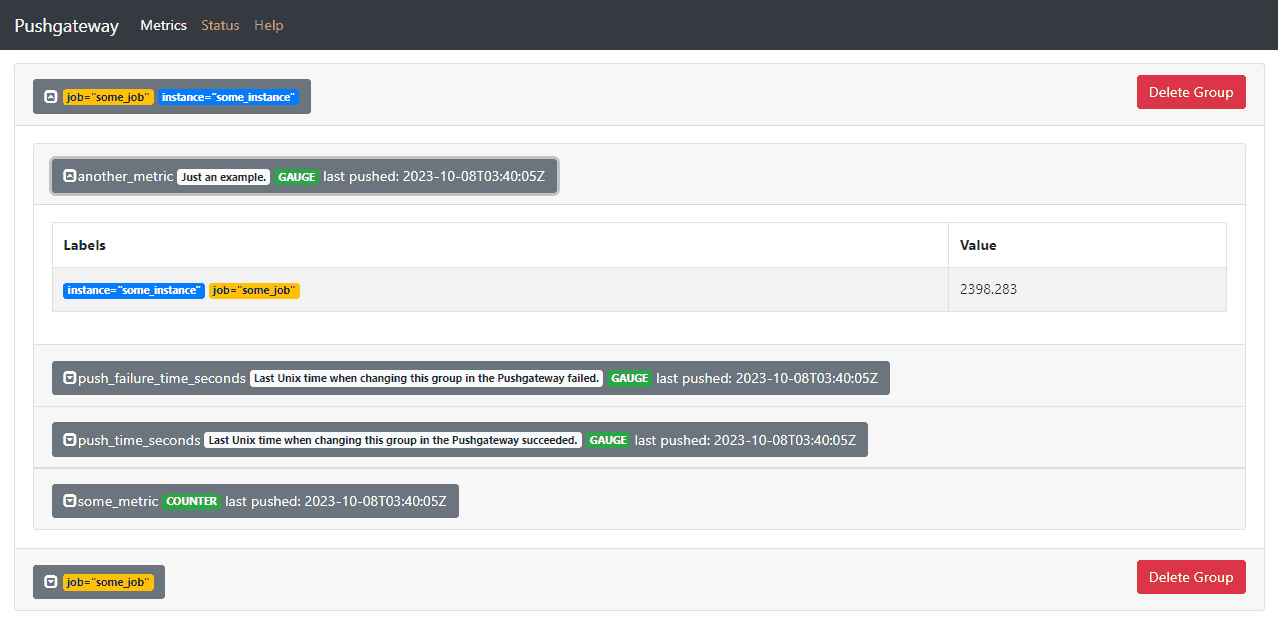 Pushgateway Metrics Status Help
job="some_job" instance="some_instance" Delete Group
another_metric Just an example. GAUGE last pushed: 2023-10-08T03:40:05Z
Labels Value
instance="some_instance" job="some_job" 2398.283
push_failure_time_seconds Last Unix time when changing this group in the Pushgateway failed. GAUGE last pushed: 2023-10-08T03:40:05Z
push_time_seconds Last Unix time when changing this group in the Pushgateway succeeded. GAUGE last pushed: 2023-10-08T03:40:05Z
some_metric COUNTER last pushed: 2023-10-08T03:40:05Z
job="some_job" Delete Group